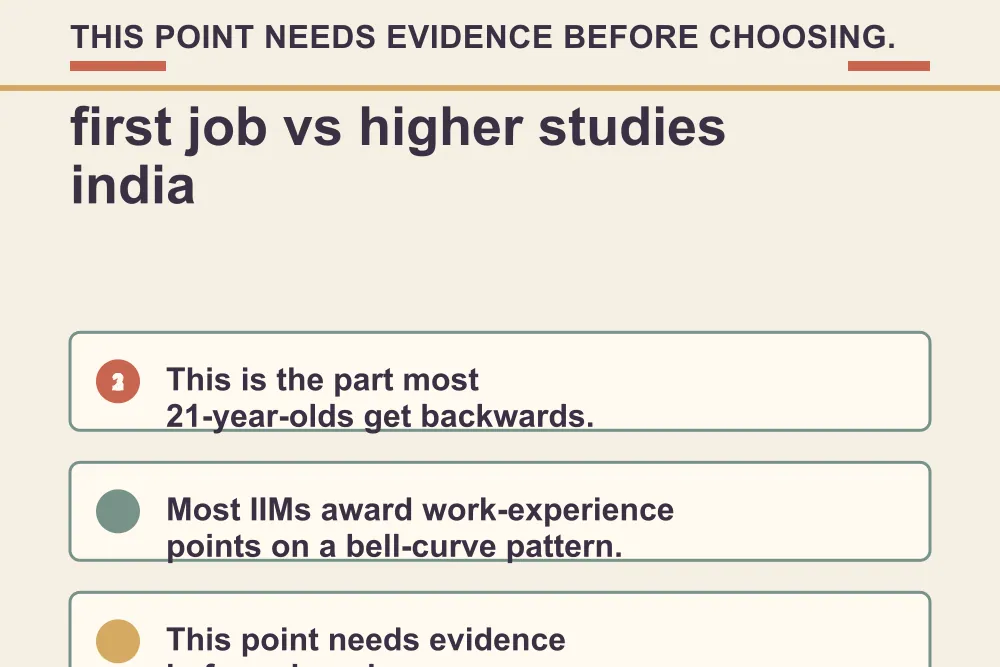 THIS POINT NEEDS EVIDENCE BEFORE CHOOSING.
first job vs higher studies
india
This is the part most
21-year-olds get backwards.
Most IIMs award work-experience
points on a bell-curve pattern.
This point needs evidence